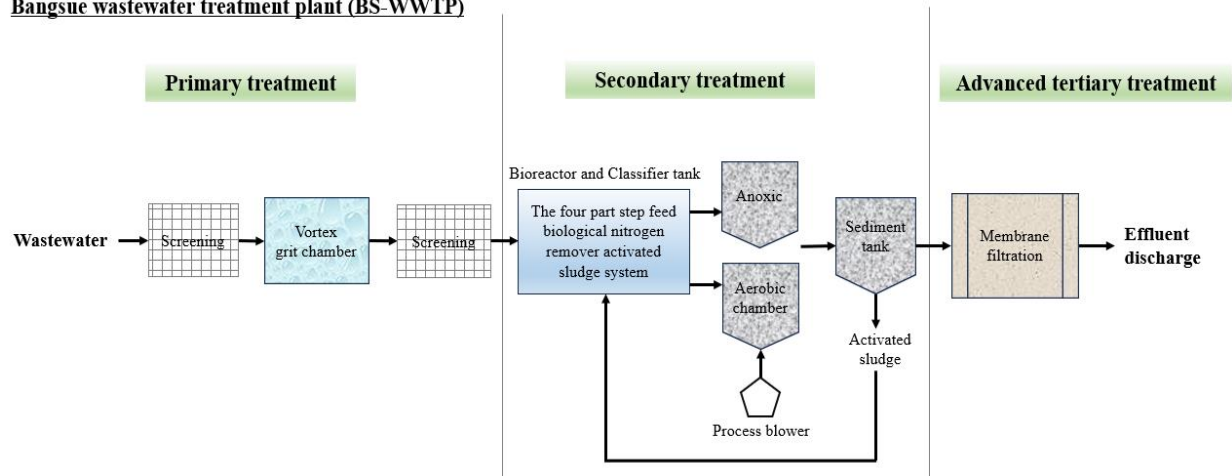 Bangsue wastewater treatment plant (BS-WWTP)
Primary treatment
Secondary treatment
Advanced tertiary treatment
Wastewater
Screening
Vortex
grit chamber
Screening
Bioreactor and Classifier tank
The four part step feed
biological nitrogen
remover activated
sludge system
Anoxic
Aerobic
chamber
Process blower
Sediment
tank
Activated
sludge
Membrane
filtration
Effluent
discharge